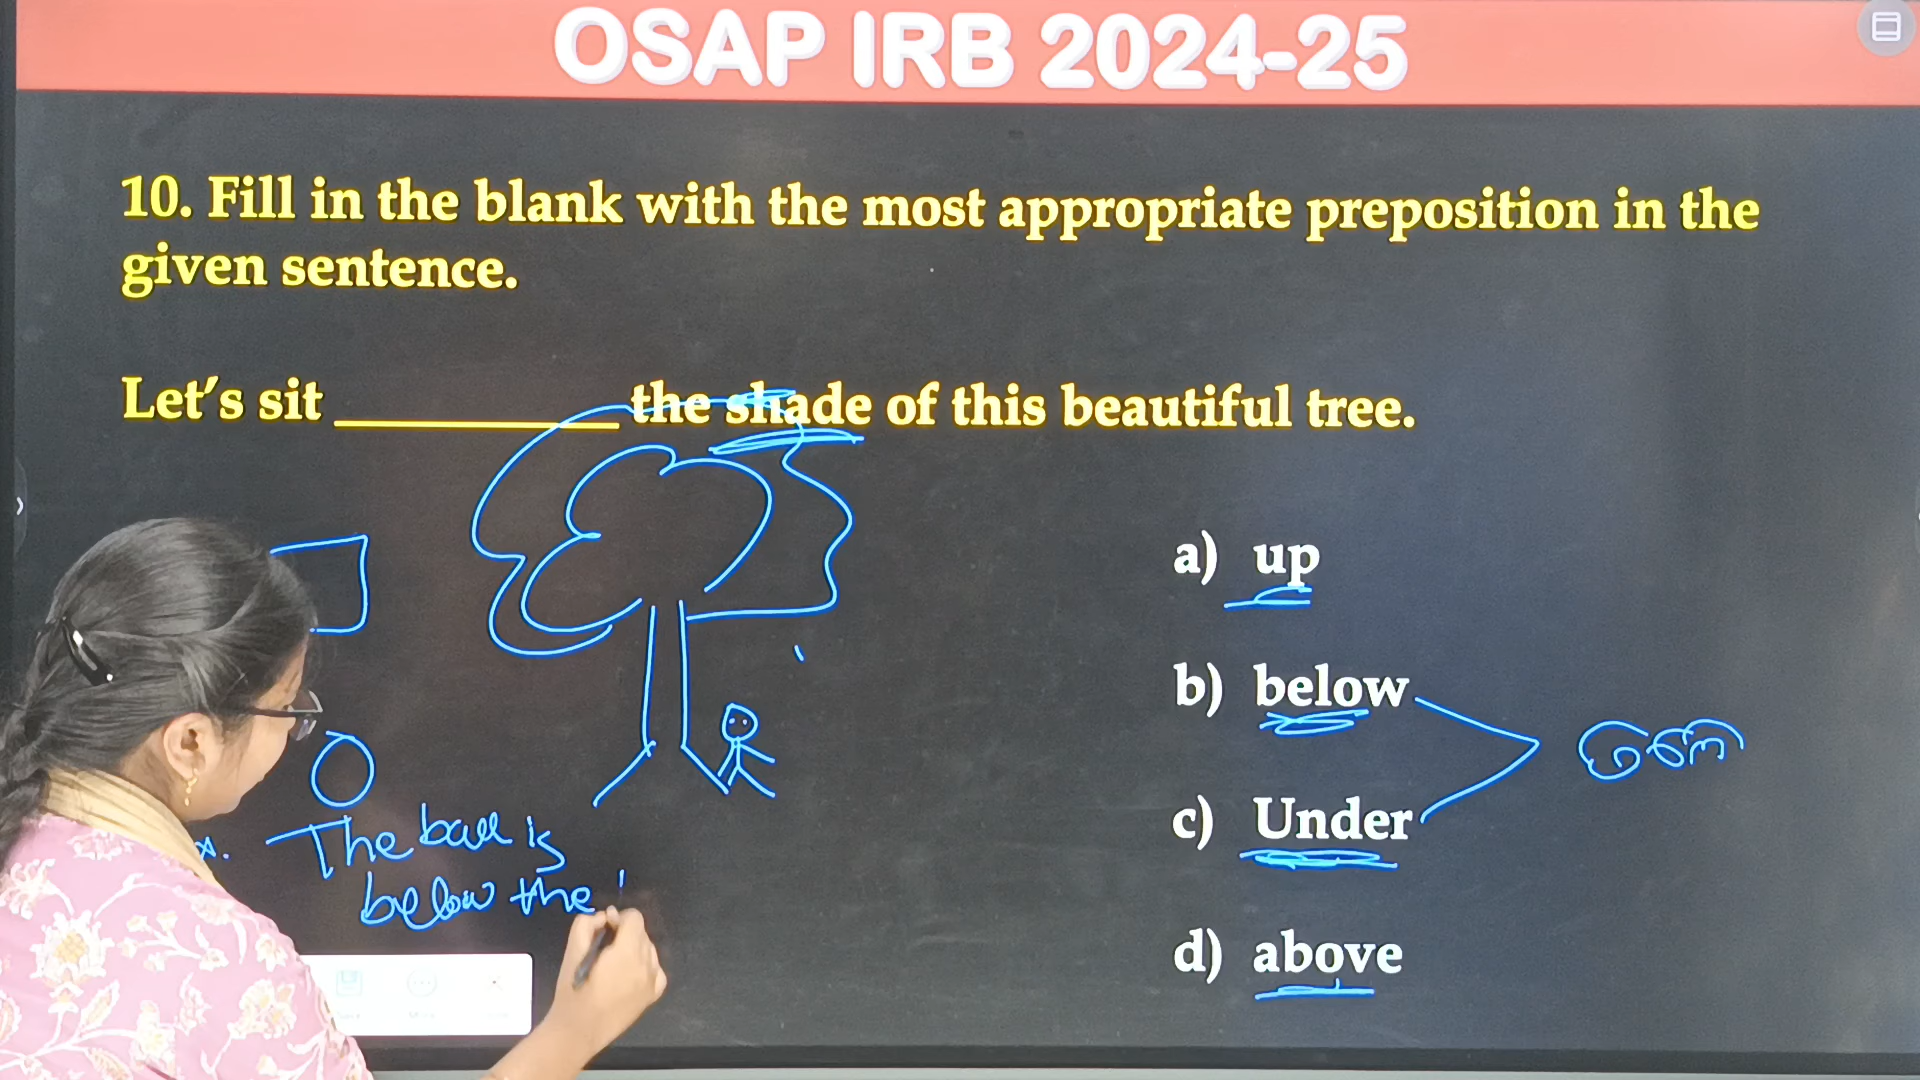 OSAP IRB 2024-25
10. Fill in the blank with the most appropriate preposition in the
given sentence.
Let's sit __________ the shade of this beautiful tree.
a) up
b) below
c) Under
d) above
The ball is
below the